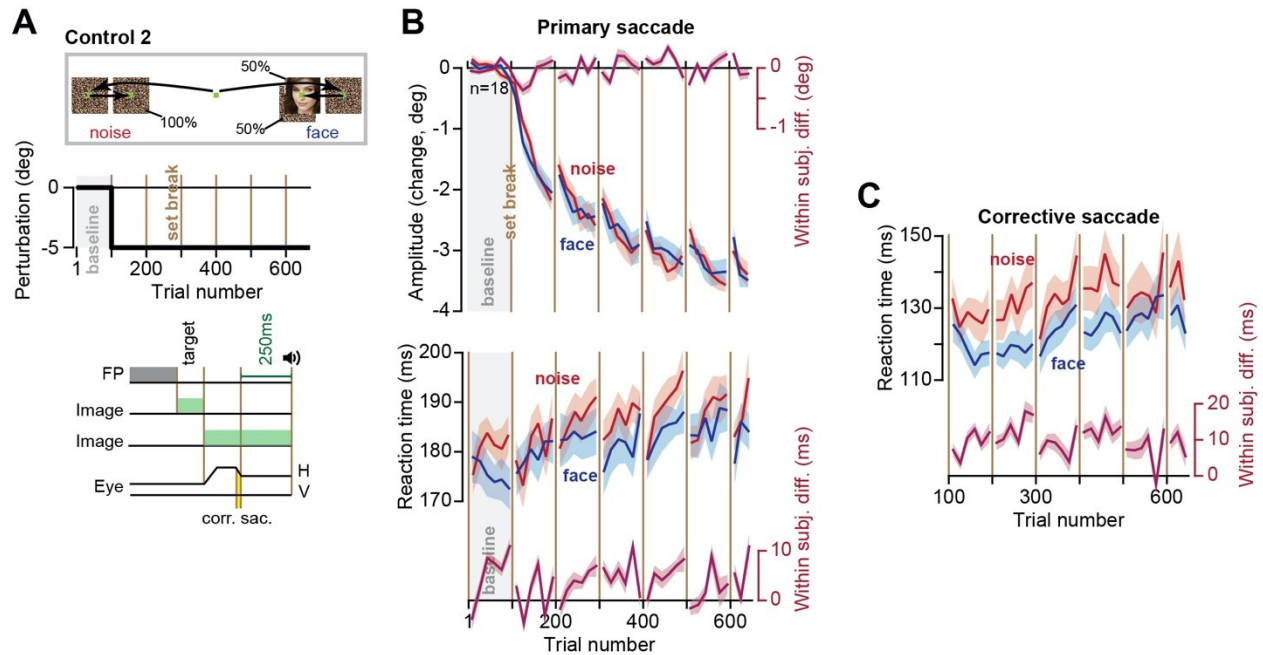 A
Control 2
50%
100%
50%
noise
face
Perturbation (deg)
0
-5
baseline
set break
1
200
400
600
Trial number
target
250ms
FP
Image
Image
Eye
H
V
corr. sac.
B
Primary saccade
Amplitude (change, deg)
0
-1
-2
-3
-4
n=18
baseline
set break
noise
face
0
-1
Within subj. diff. (deg)
Reaction time (ms)
200
190
180
170
noise
face
baseline
10
0
Within subj. diff. (ms)
1
200
400
600
Trial number
C
Corrective saccade
Reaction time (ms)
150
130
110
noise
face
20
10
0
Within subj. diff. (ms)
100
300
600
Trial number